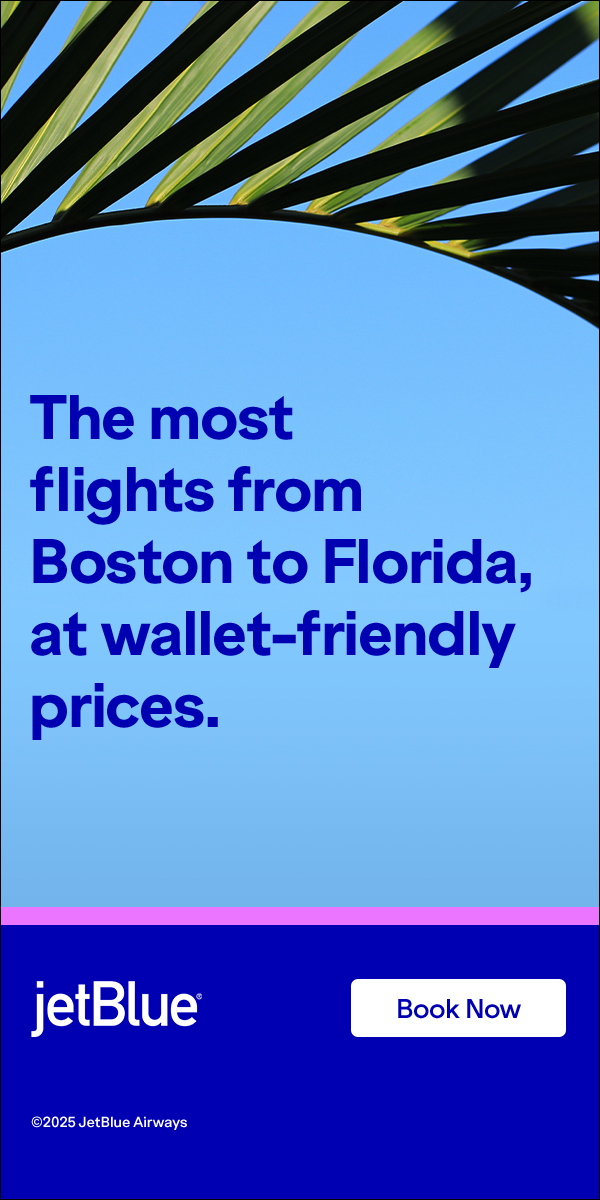 The most
flights from
Boston to Florida,
at wallet-friendly
prices.
jetBlue®
Book Now
©2025 JetBlue Airways